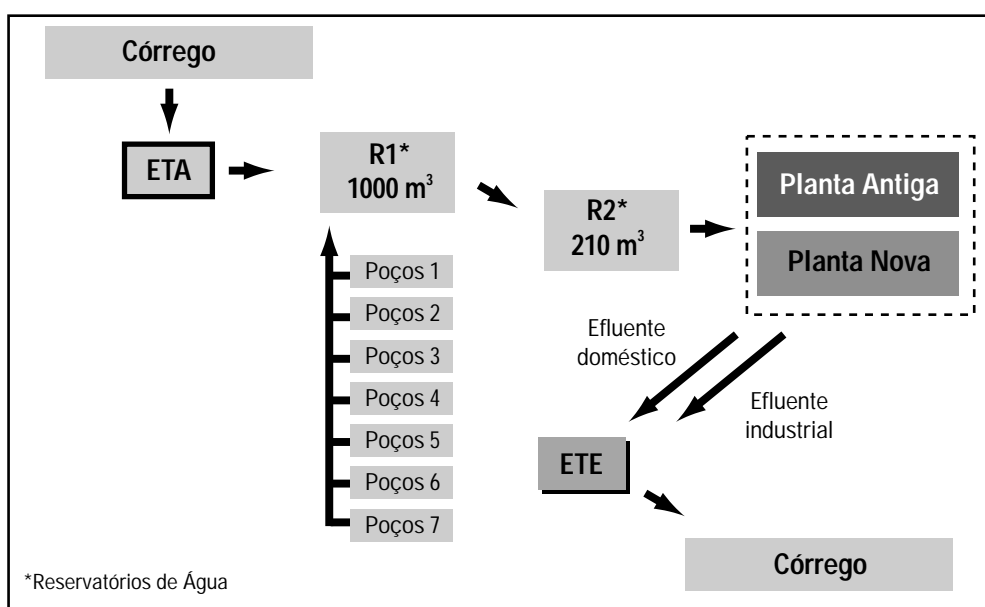 Córrego
ETA
R1*
1000 m³
R2*
210 m³
Planta Antiga
Planta Nova
Poços 1
Poços 2
Poços 3
Poços 4
Poços 5
Poços 6
Poços 7
Efluente
doméstico
Efluente
industrial
ETE
Córrego
*Reservatórios de Água